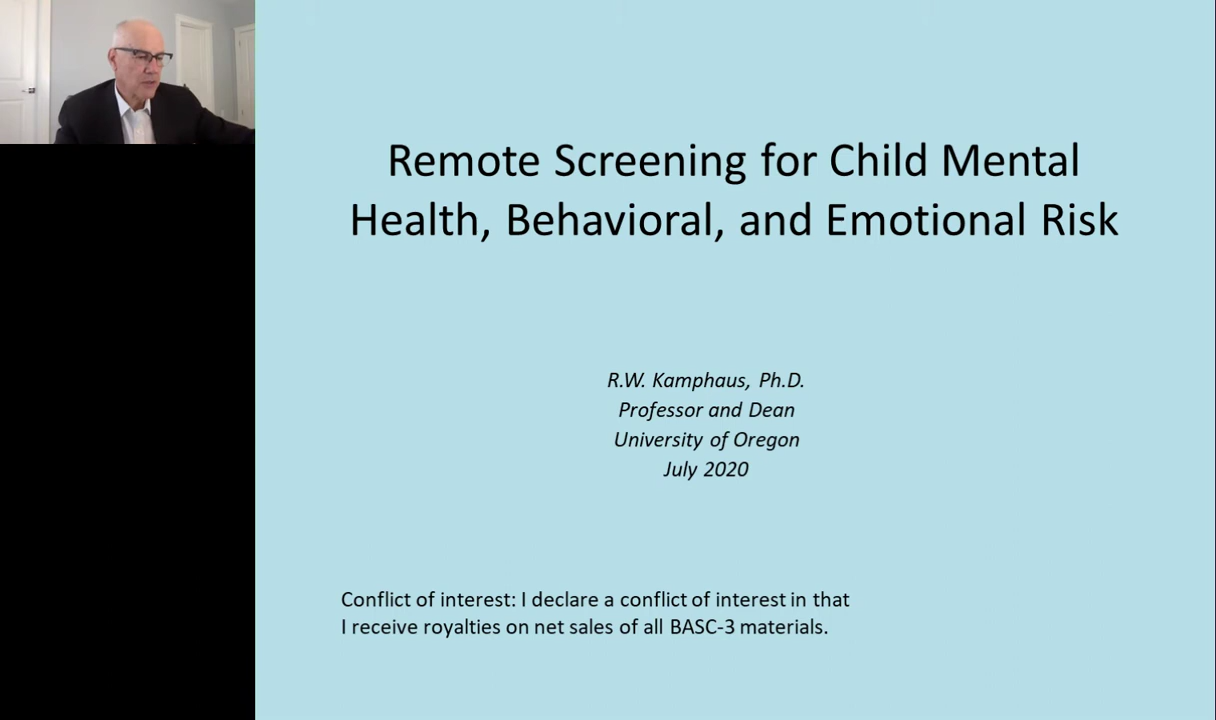 Remote Screening for Child Mental
Health, Behavioral, and Emotional Risk
R.W. Kamphaus, Ph.D.
Professor and Dean
University of Oregon
July 2020
Conflict of interest: I declare a conflict of interest in that
I receive royalties on net sales of all BASC-3 materials.